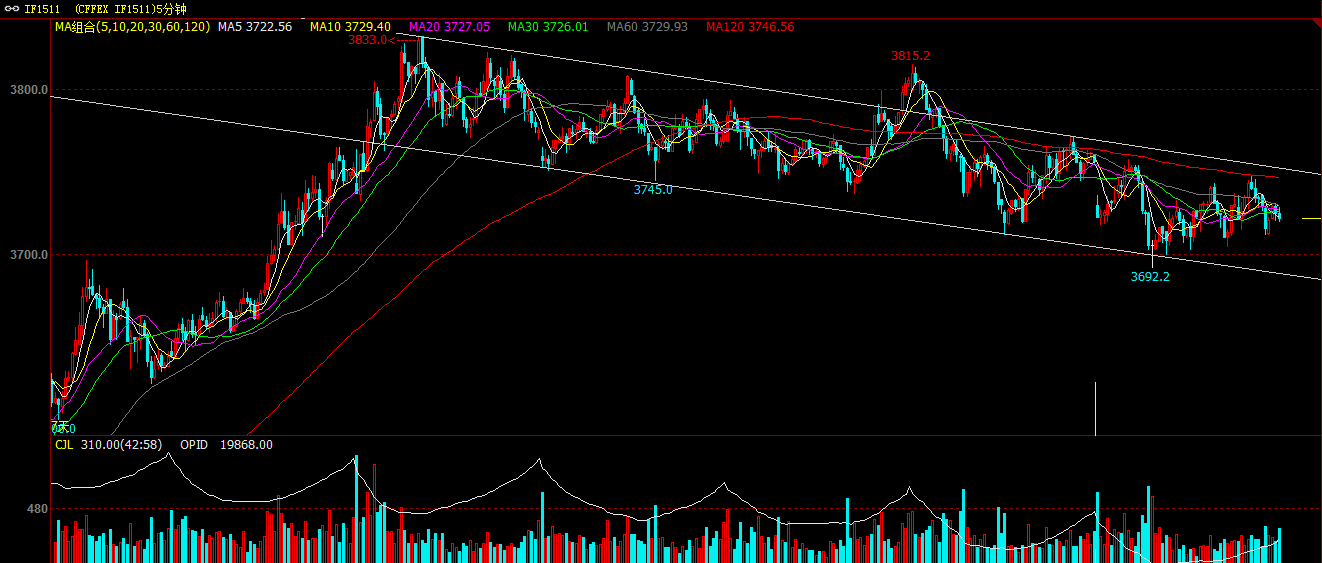 IF1511 (CFFEX IF1511)5分钟
MA组合(5,10,20,30,60,120) MA5 3722.56 MA10 3729.40 MA20 3727.05 MA30 3726.01 MA60 3729.93 MA120 3746.56
3833.0
3815.2
3800.0
3745.0
3700.0
3692.2
CJL 310.00(42:58) OPID 19868.00
480